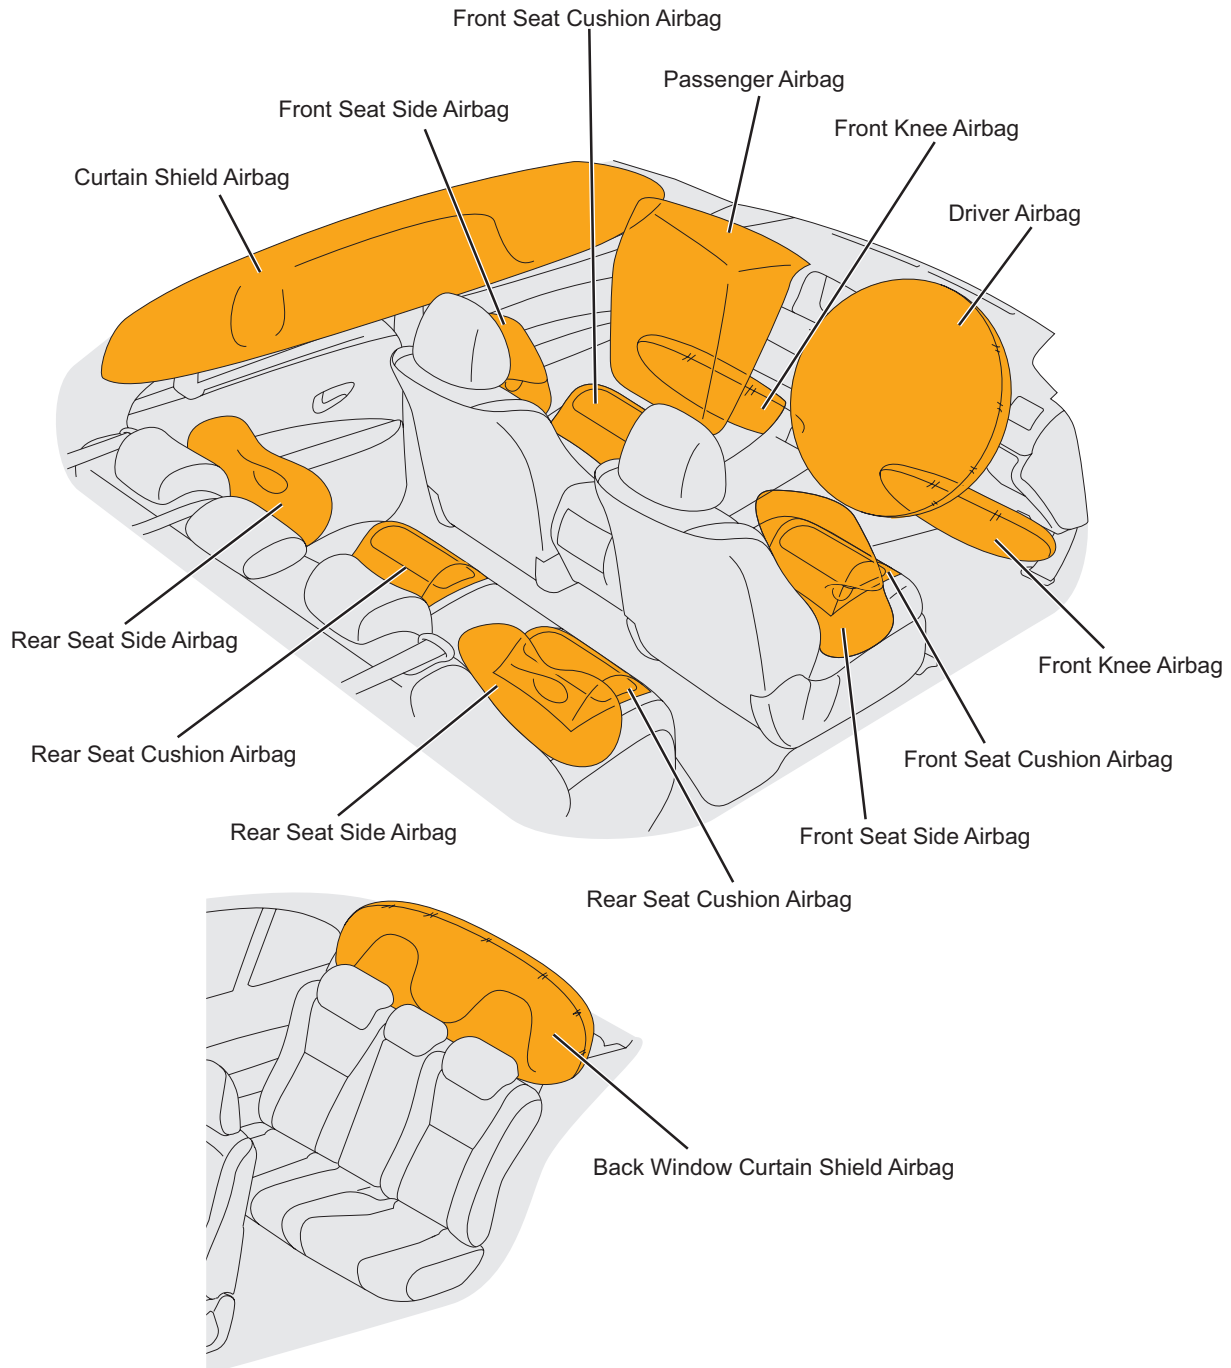 Front Seat Cushion Airbag
Passenger Airbag
Front Seat Side Airbag
Front Knee Airbag
Curtain Shield Airbag
Driver Airbag
Rear Seat Side Airbag
Front Knee Airbag
Rear Seat Cushion Airbag
Front Seat Cushion Airbag
Rear Seat Side Airbag
Front Seat Side Airbag
Rear Seat Cushion Airbag
Back Window Curtain Shield Airbag